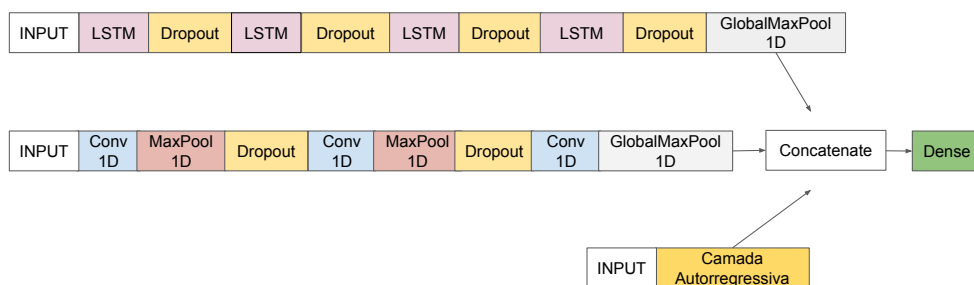 INPUT
LSTM
Dropout
LSTM
Dropout
LSTM
Dropout
LSTM
Dropout
GlobalMaxPool
1D
INPUT
Conv
1D
MaxPool
1D
Dropout
Conv
1D
MaxPool
1D
Dropout
Conv
1D
GlobalMaxPool
1D
Concatenate
Dense
INPUT
Camada
Autorregressiva